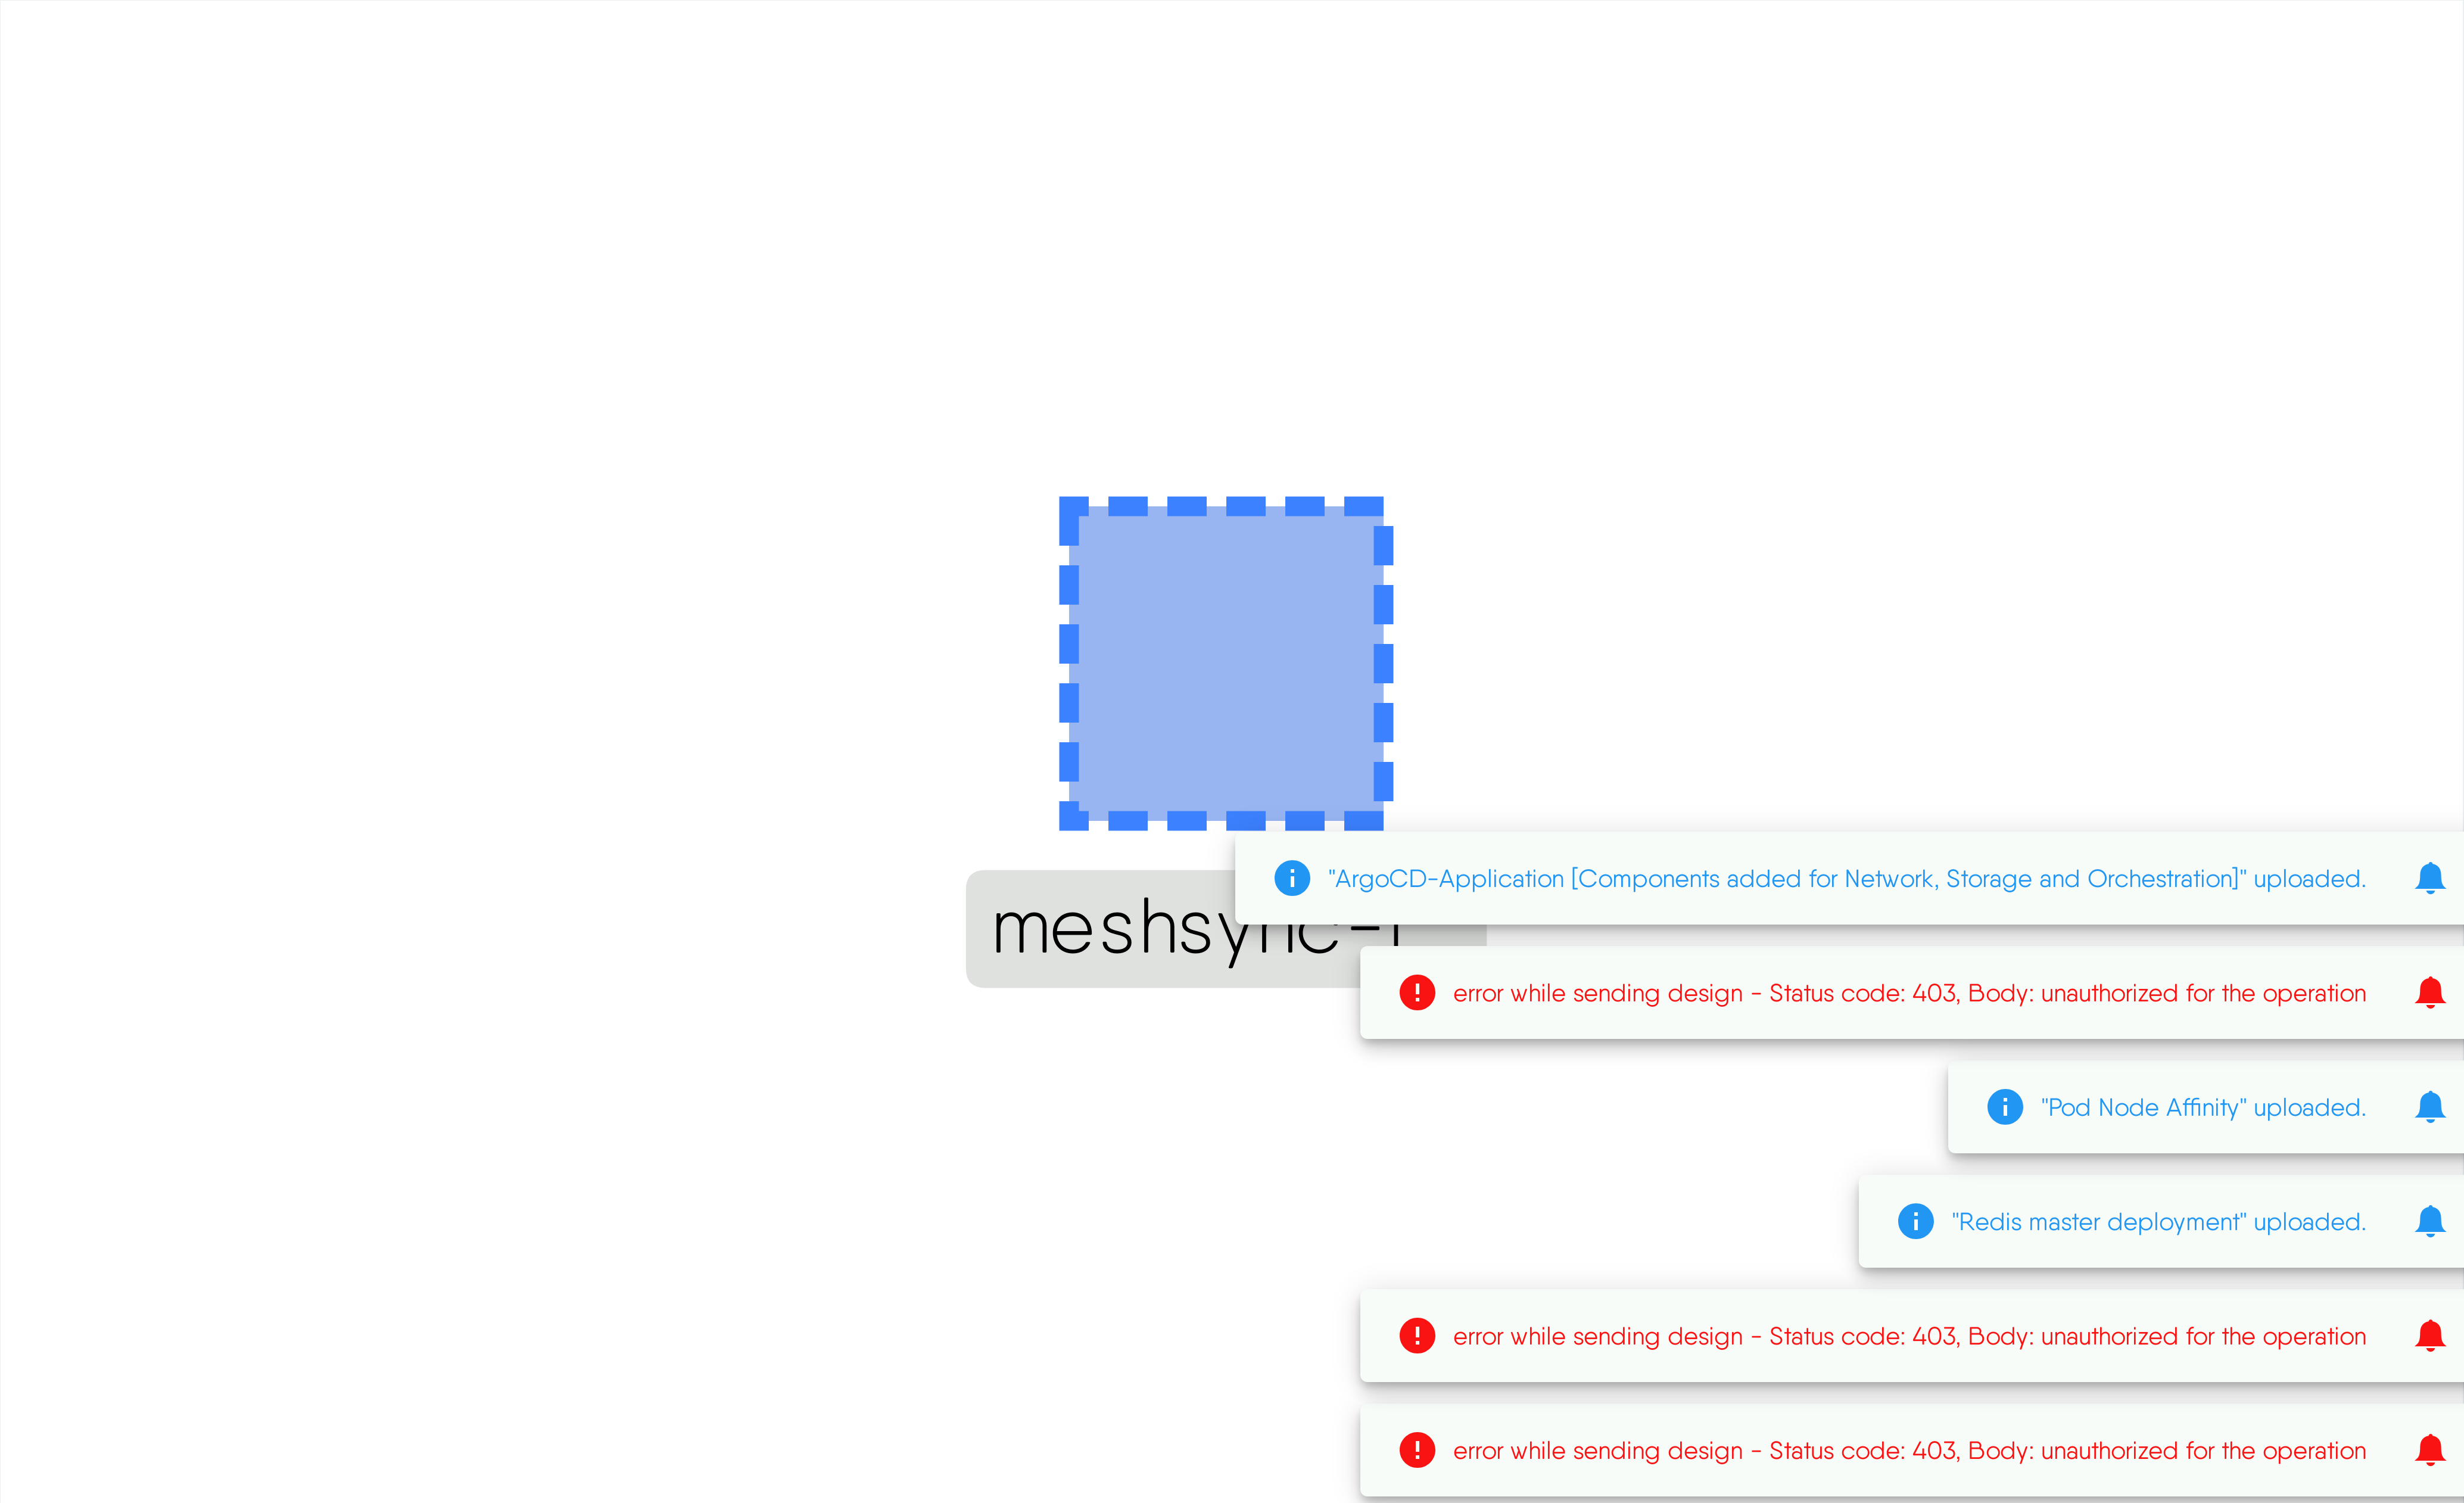 "ArgoCD-Application [Components added for Network, Storage and Orchestration]" uploaded.
meshsync-
error while sending design - Status code: 403, Body: unauthorized for the operation
"Pod Node Affinity" uploaded.
"Redis master deployment" uploaded.
error while sending design - Status code: 403, Body: unauthorized for the operation
error while sending design - Status code: 403, Body: unauthorized for the operation